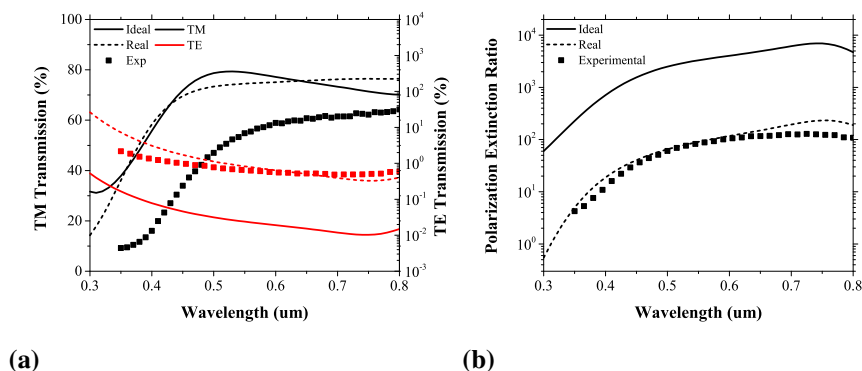 Ideal TM
Real TE
Exp
TM Transmission (%)
100
80
60
40
20
0
0.3 0.4 0.5 0.6 0.7 0.8
Wavelength (um)
TE Transmission (%)
10^4
10^3
10^2
10^1
10^0
10^-1
10^-2
10^-3
(a)
Ideal
Real
Experimental
Polarization Extinction Ratio
10^4
10^3
10^2
10^1
10^0
0.3 0.4 0.5 0.6 0.7 0.8
Wavelength (um)
(b)